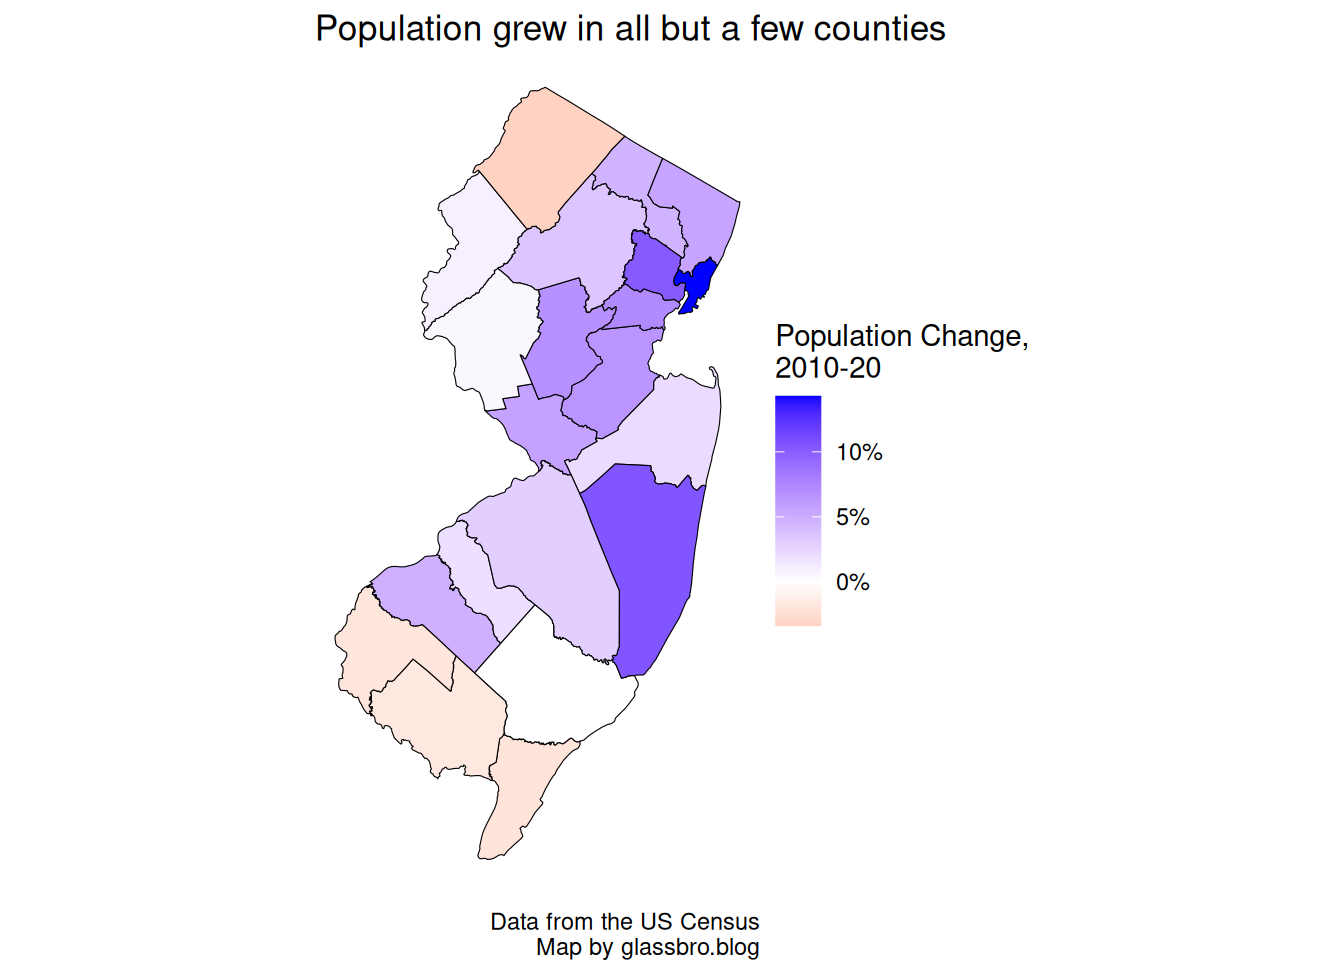 Population grew in all but a few counties
Population Change,
2010-20
10%
5%
0%
Data from the US Census
Map by glassbro.blog